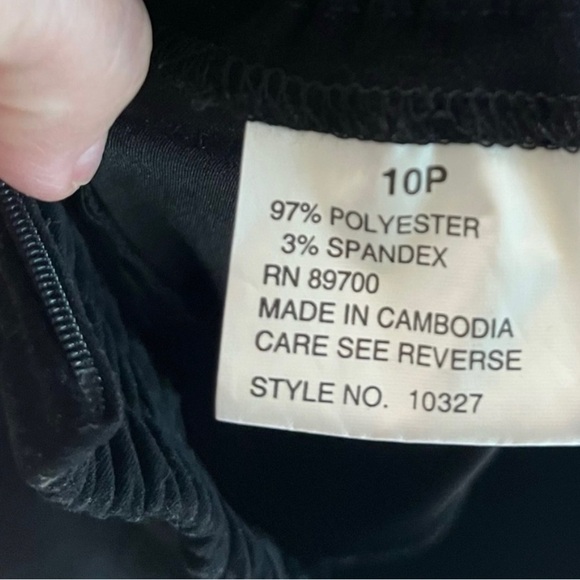 10P
97% POLYESTER
3% SPANDEX
RN 89700
MADE IN CAMBODIA
CARE SEE REVERSE
STYLE NO. 10327